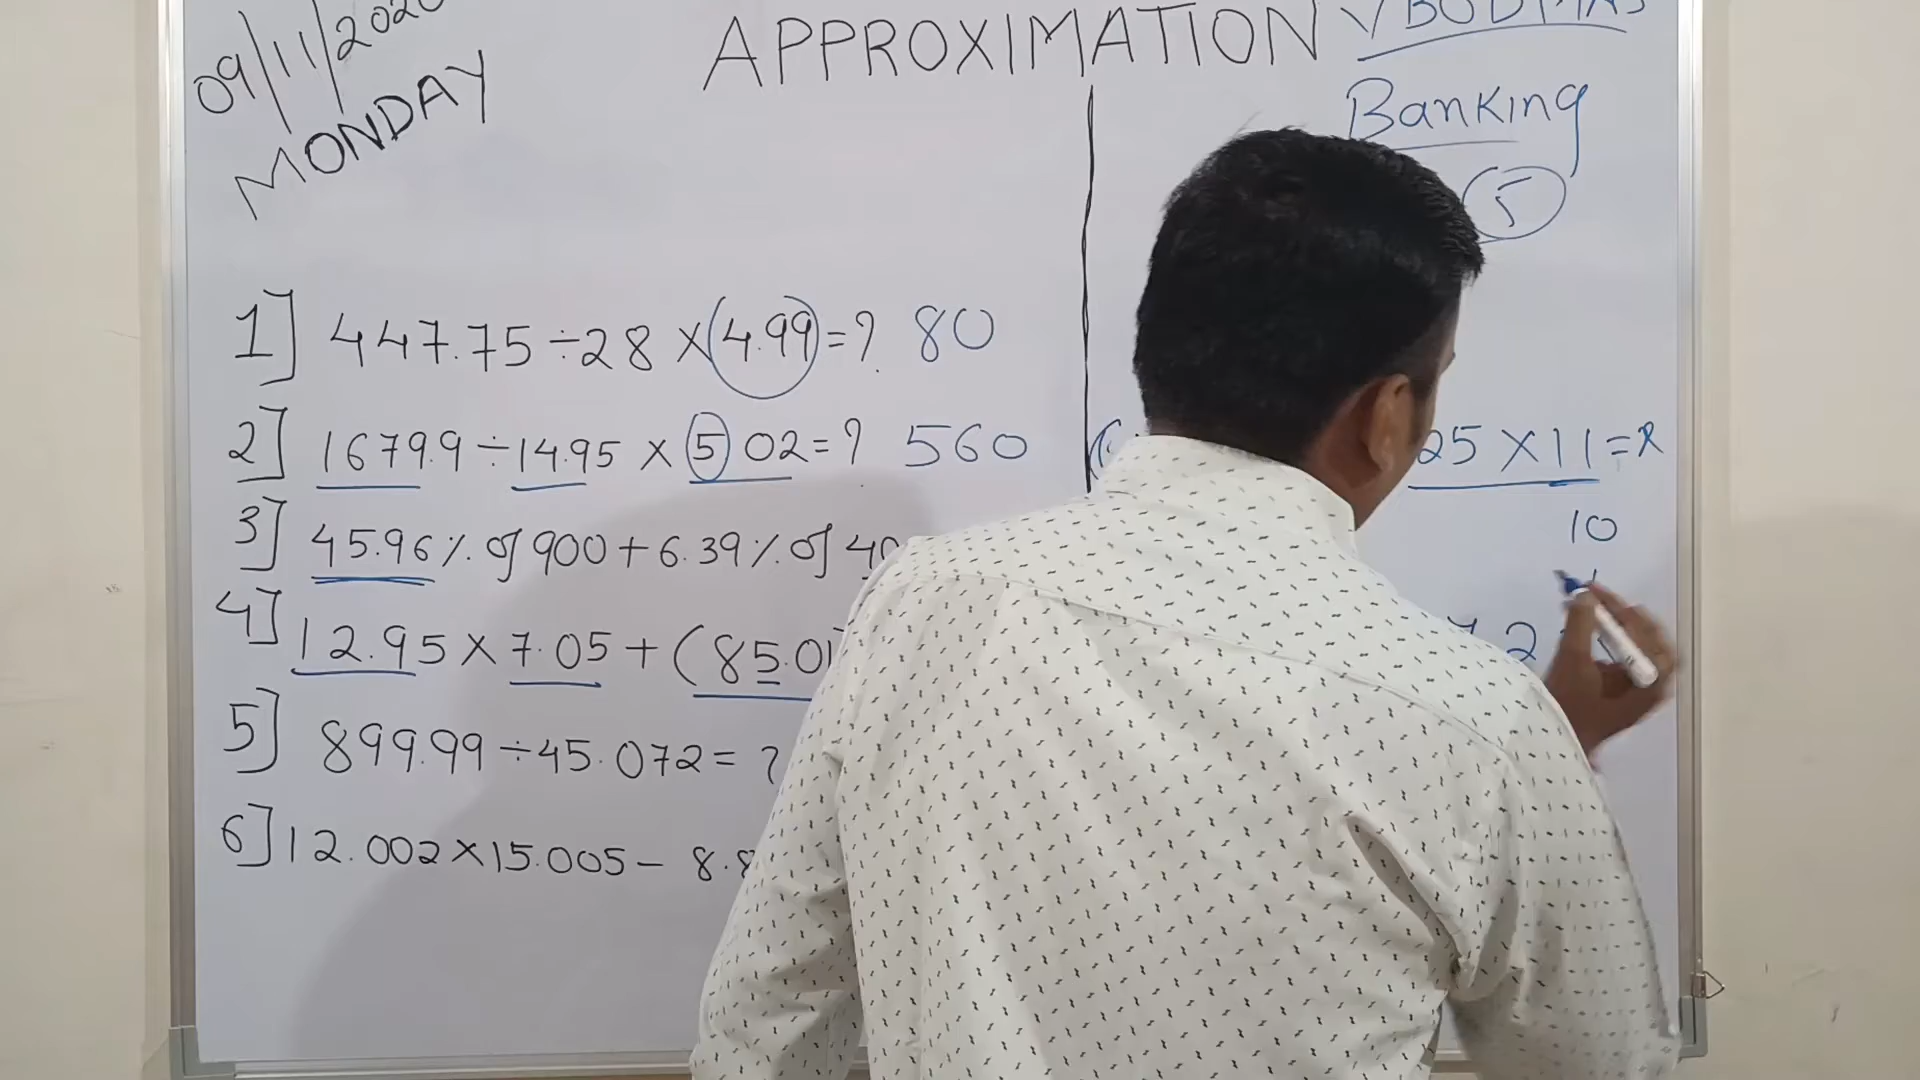 09/11/2020
MONDAY
APPROXIMATION
√BODMAS
Banking
5
1] 447.75÷28×(4.99)=? 80
2] 1679.9÷14.95×5 02=? 560
3] 45.96%.of 900+6.39%.of 40
4] 12.95×7.05+(85.01
5] 899.99÷45.072=?
6] 12.002×15.005-8.8
25×11=
10
2